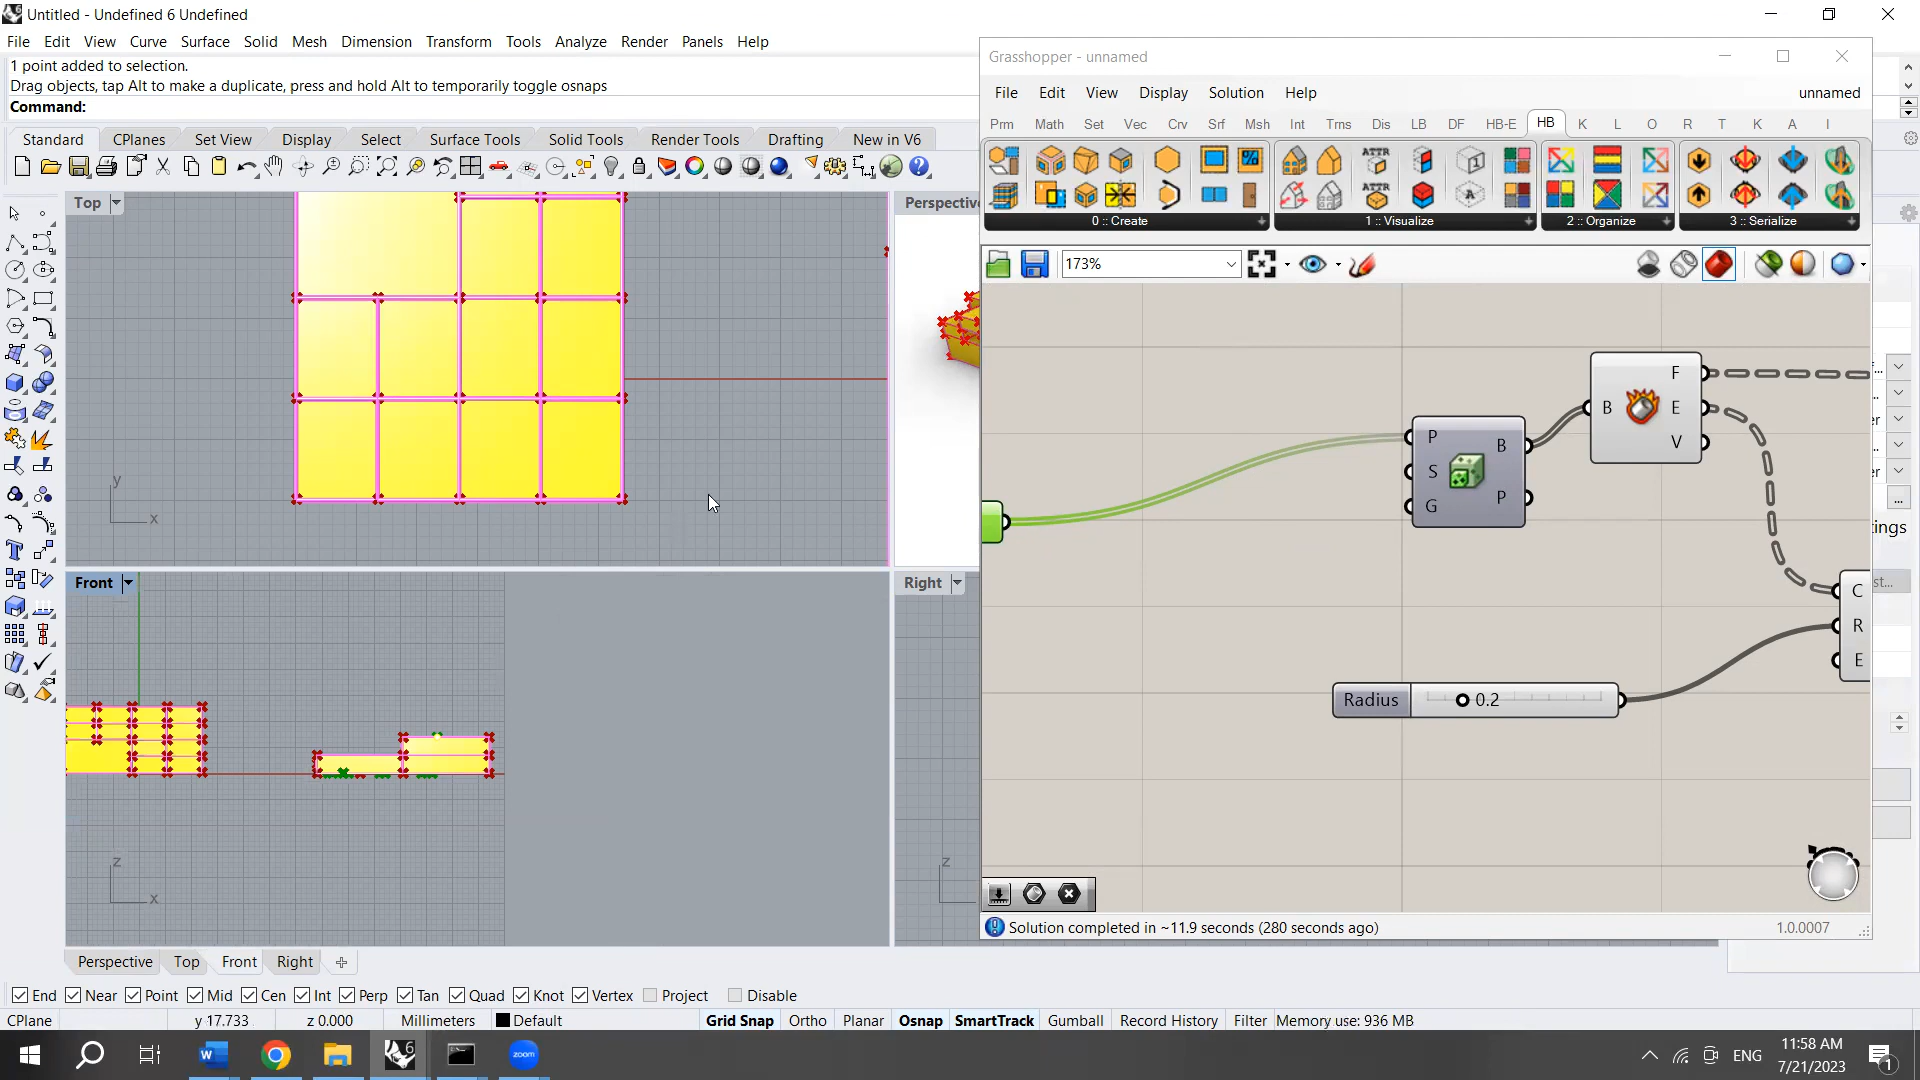 Untitled - Undefined 6 Undefined
File Edit View Curve Surface Solid Mesh Dimension Transform Tools Analyze Render Panels Help
1 point added to selection.
Drag objects, tap Alt to make a duplicate, press and hold Alt to temporarily toggle osnaps
Command:
Standard CPlanes Set View Display Select Surface Tools Solid Tools Render Tools Drafting New in V6
Top
Perspective
y
x
Front
Right
z
x
z
Grasshopper - unnamed
File Edit View Display Solution Help unnamed
Prm Math Set Vec Crv Srf Msh Int Trns Dis LB DF HB-E HB K L O R T K A I
ATTR
ATTR
0 :: Create 1 :: Visualize 2 :: Organize 3 :: Serialize
173%
F
B E
V
P B
S
G P
C
R
E
Radius 0.2
Solution completed in ~11.9 seconds (280 seconds ago) 1.0.0007
Perspective Top Front Right
End Near Point Mid Cen Int Perp Tan Quad Knot Vertex Project Disable
CPlane y 17.733 z 0.000 Millimeters Default Grid Snap Ortho Planar Osnap SmartTrack Gumball Record History Filter Memory use: 936 MB
zoom
ENG
11:58 AM
7/21/2023
1